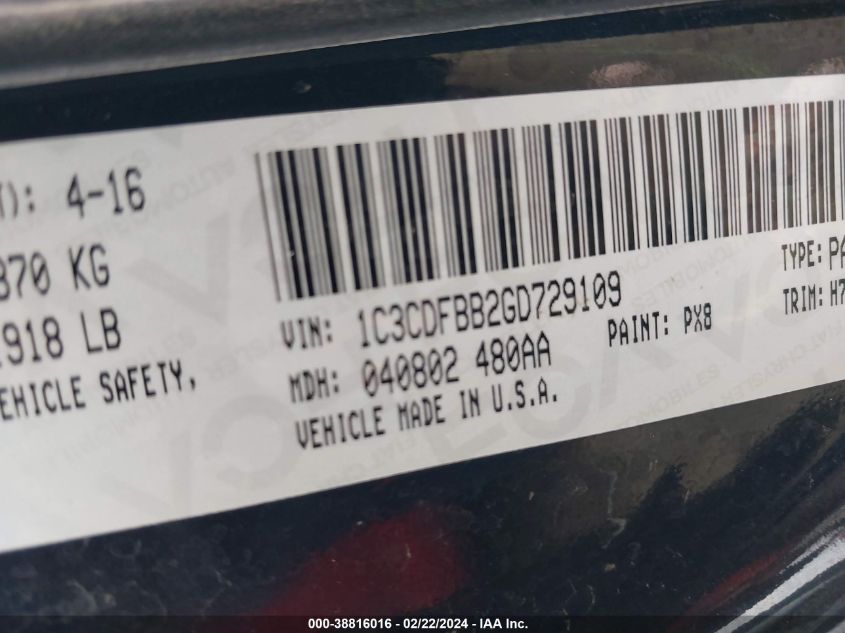 T): 4-16
870 KG
1918 LB
EHICLE SAFETY,
VIN: 1C3CDFBB2GD729109
TYPE: PA
MDH: 040802 480AA
PAINT: PX8
TRIM: H7
VEHICLE MADE IN U.S.A.
000-38816016 - 02/22/2024 - IAA Inc.